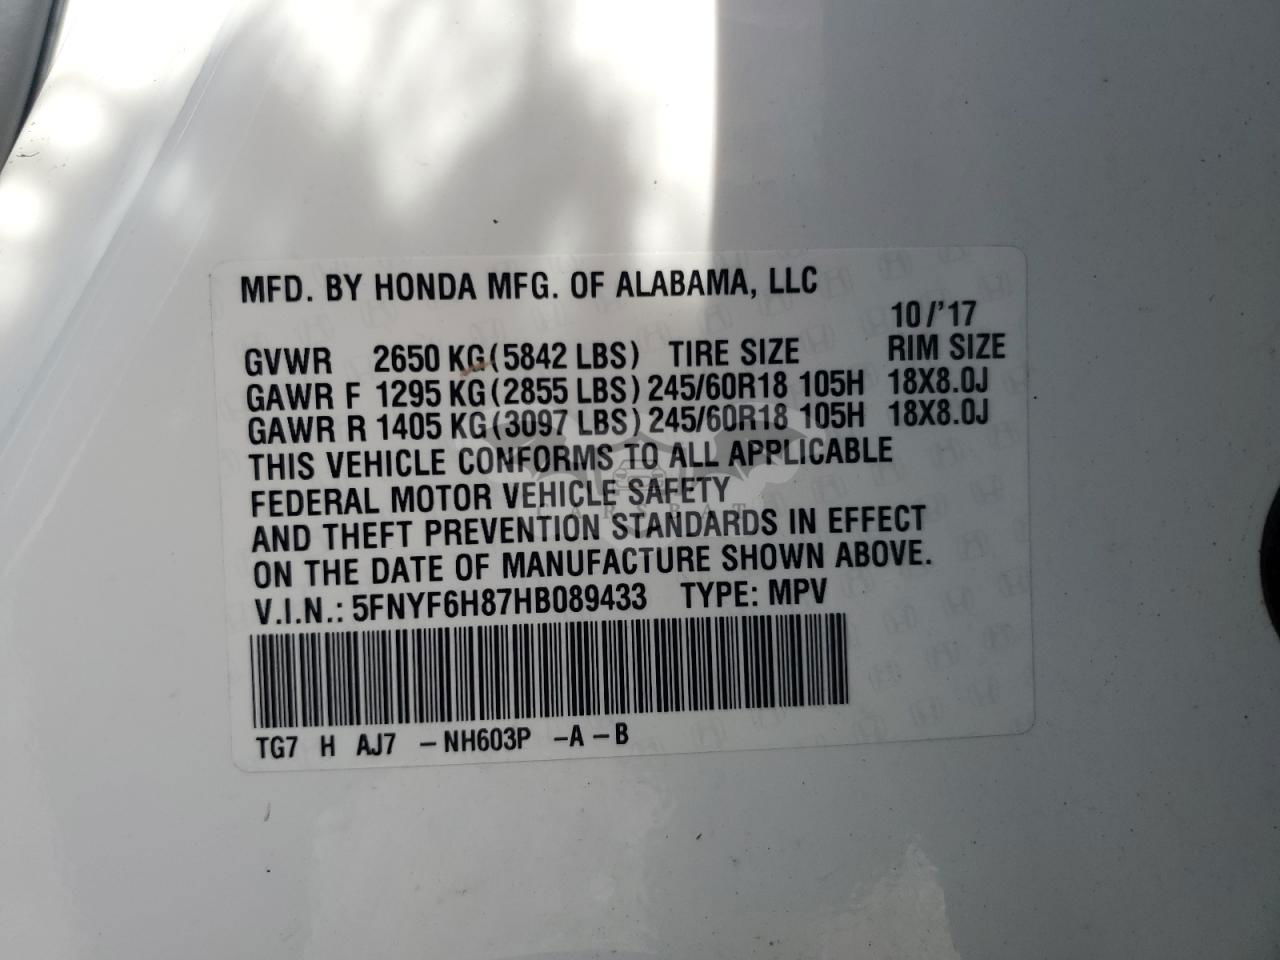 MFD. BY HONDA MFG. OF ALABAMA, LLC
10/'17
GVWR 2650 KG(5842 LBS) TIRE SIZE RIM SIZE
GAWR F 1295 KG(2855 LBS) 245/60R18 105H 18X8.0J
GAWR R 1405 KG(3097 LBS) 245/60R18 105H 18X8.0J
THIS VEHICLE CONFORMS TO ALL APPLICABLE
FEDERAL MOTOR VEHICLE SAFETY
CARSBAT
AND THEFT PREVENTION STANDARDS IN EFFECT
ON THE DATE OF MANUFACTURE SHOWN ABOVE.
V.I.N.: 5FNYF6H87HB089433 TYPE: MPV
TG7 H AJ7 -NH603P -A-B